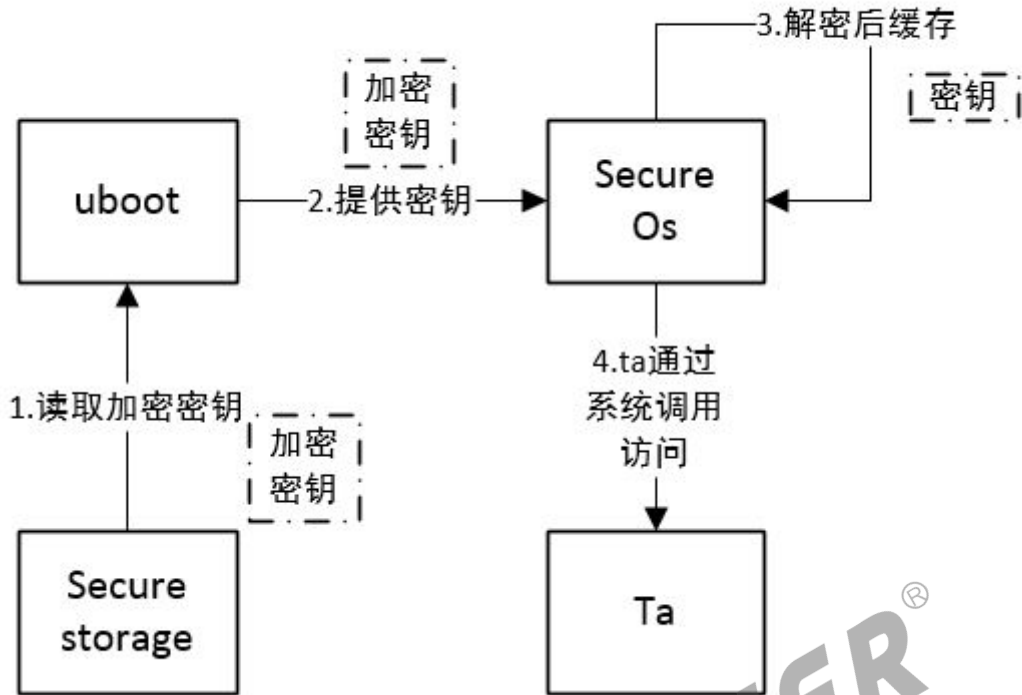 3.解密后缓存
加密
密钥
密钥
uboot
2.提供密钥
Secure
Os
1.读取加密密钥
加密
密钥
4.ta通过
系统调用
访问
Secure
storage
Ta
®